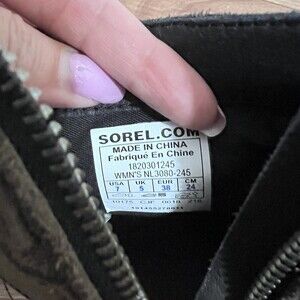 SOREL.COM
MADE IN CHINA
Fabriqué En Chine
1820301245
WMN'S NL3080-245
USA UK EUR CM
7 5 38 24